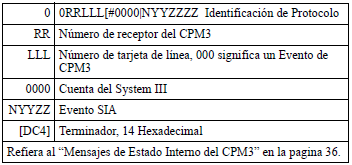 0 0RRLLL[#0000|NYYZZZZ Identificación de Protocolo
RR Número de receptor del CPM3
LLL Número de tarjeta de línea, 000 significa un Evento de
CPM3
0000 Cuenta del System III
NYYZZ Evento SIA
[DC4] Terminador, 14 Hexadecimal
Refiera al “Mensajes de Estado Interno del CPM3” en la pagina 36.